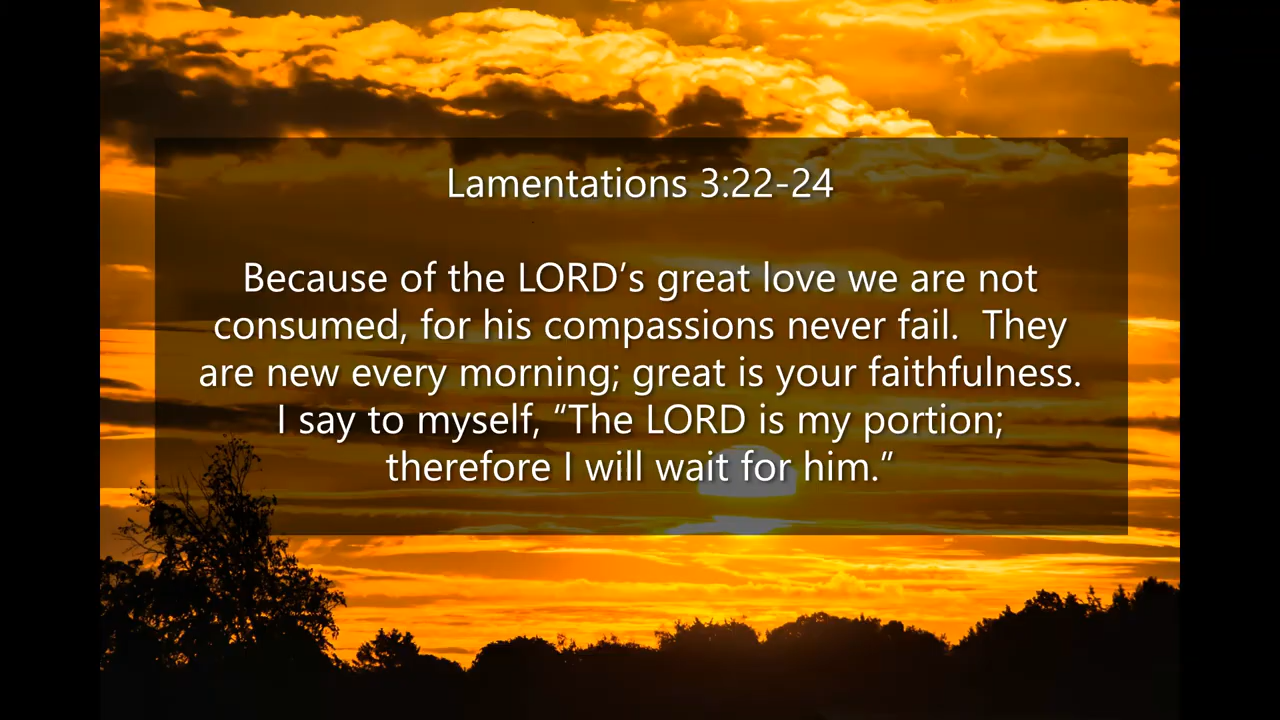 Lamentations 3:22-24
Because of the LORD’s great love we are not
consumed, for his compassions never fail.  They
are new every morning; great is your faithfulness.
I say to myself, “The LORD is my portion;
therefore I will wait for him.”